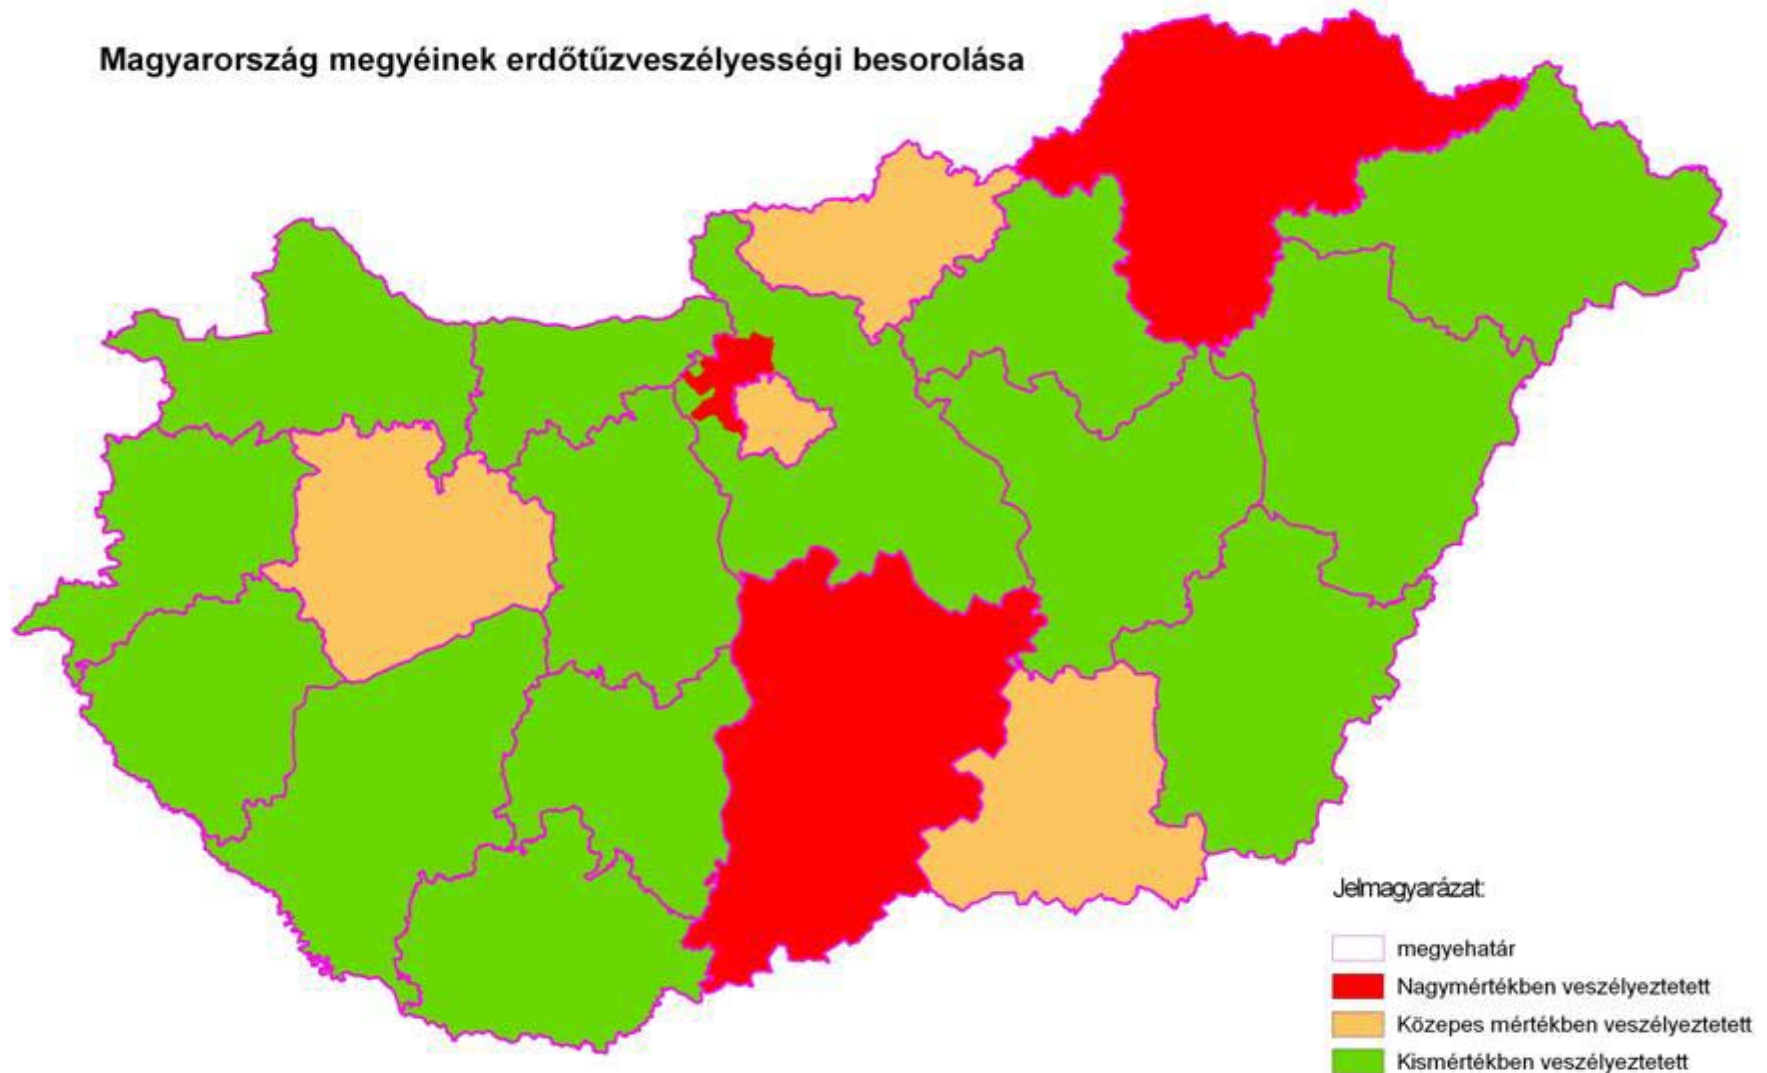 Magyarország megyéinek erdőtűzveszélyességi besorolása
Jelmagyarázat:
megyehatár
Nagymértékben veszélyeztetett
Közepes mértékben veszélyeztetett
Kismértékben veszélyeztetett